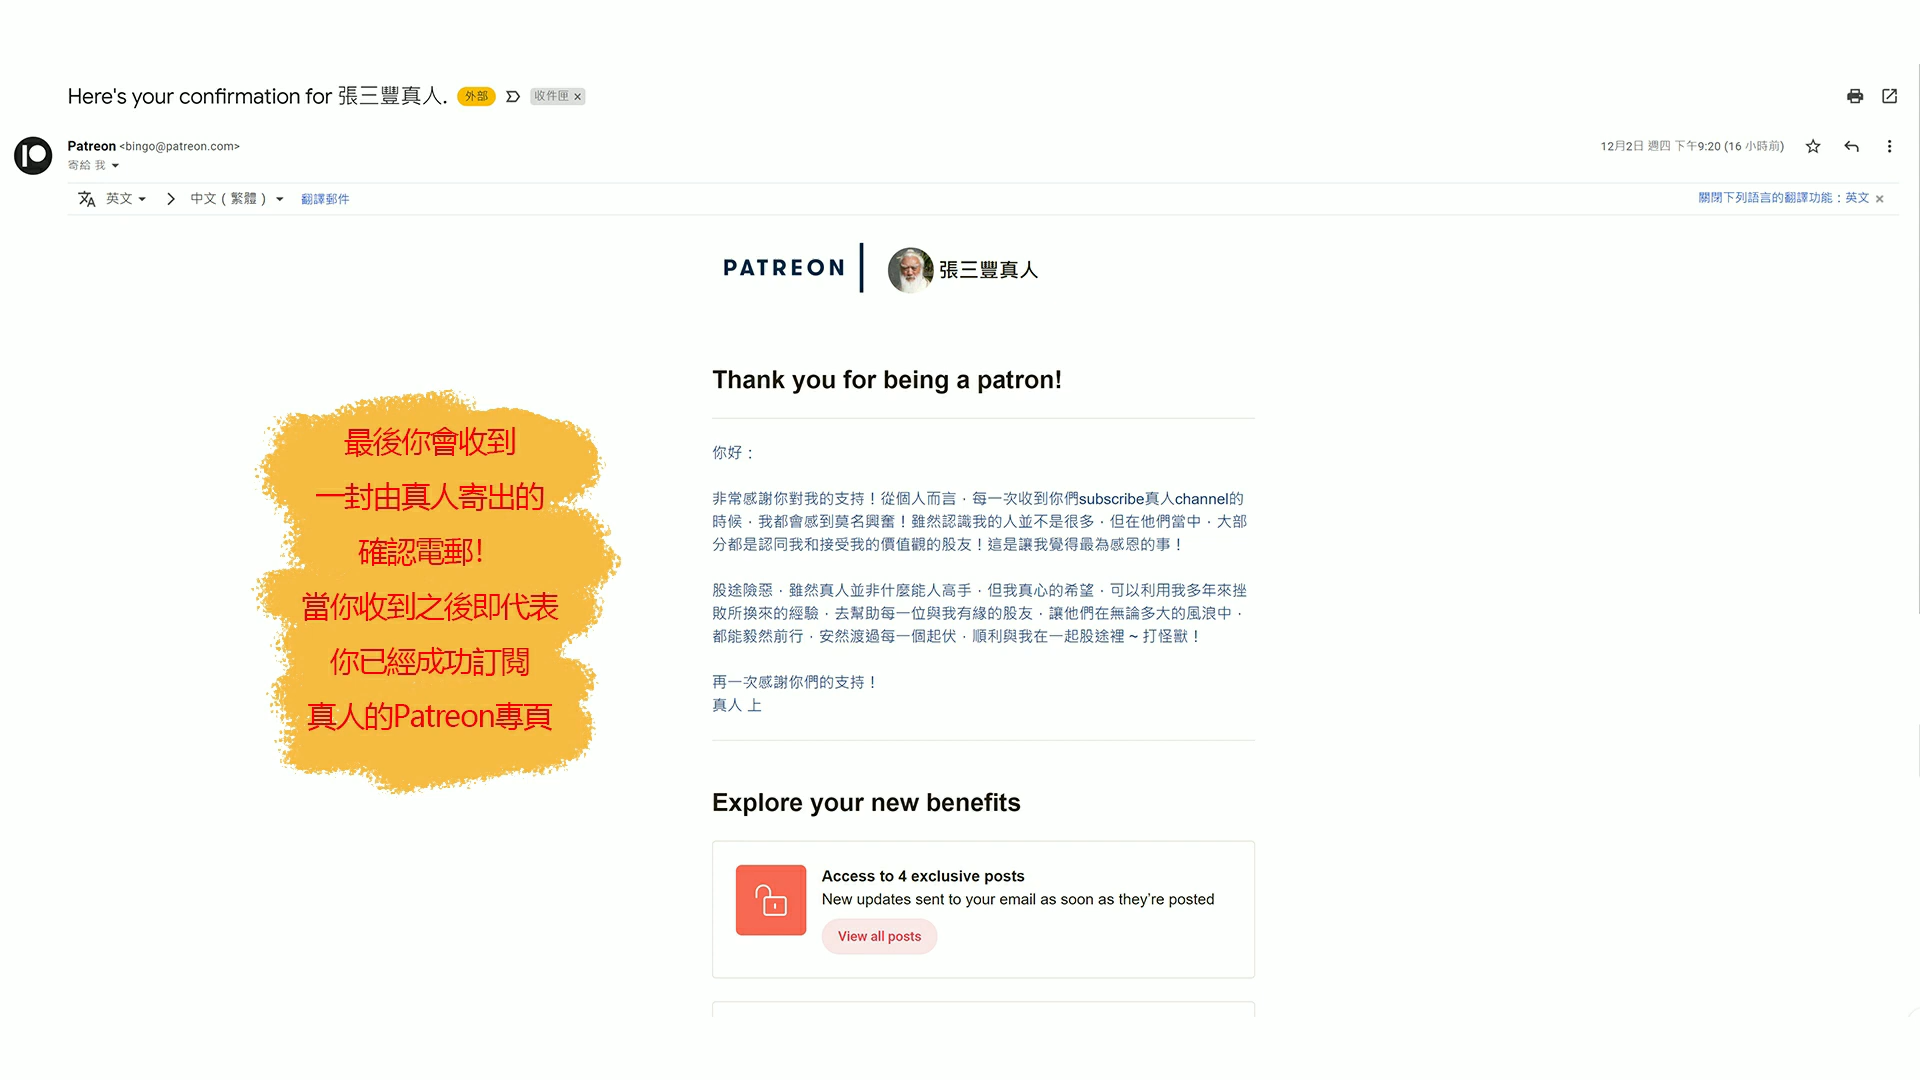 Here's your confirmation for 張三豐真人. 外部 收件匣 ×
Patreon <bingo@patreon.com>
12月2日 週四 下午9:20 (16 小時前)
寄給 我
英文 > 中文 ( 繁體 ) 翻譯郵件
關閉下列語言的翻譯功能：英文 ×
PATREON | 張三豐真人
Thank you for being a patron!
最後你會收到
一封由真人寄出的
確認電郵!
當你收到之後即代表
你已經成功訂閱
真人的Patreon專頁
你好：
非常感謝你對我的支持！從個人而言，每一次收到你們subscribe真人channel的
時候，我都會感到莫名興奮！雖然認識我的人並不是很多，但在他們當中，大部
分都是認同我和接受我的價值觀的股友！這是讓我覺得最為感恩的事！
股途險惡，雖然真人並非什麼能人高手，但我真心的希望，可以利用我多年來挫
敗所換來的經驗，去幫助每一位與我有緣的股友，讓他們在無論多大的風浪中，
都能毅然前行，安然渡過每一個起伏，順利與我在一起股途裡 ~ 打怪獸！
再一次感謝你們的支持！
真人 上
Explore your new benefits
Access to 4 exclusive posts
New updates sent to your email as soon as they’re posted
View all posts